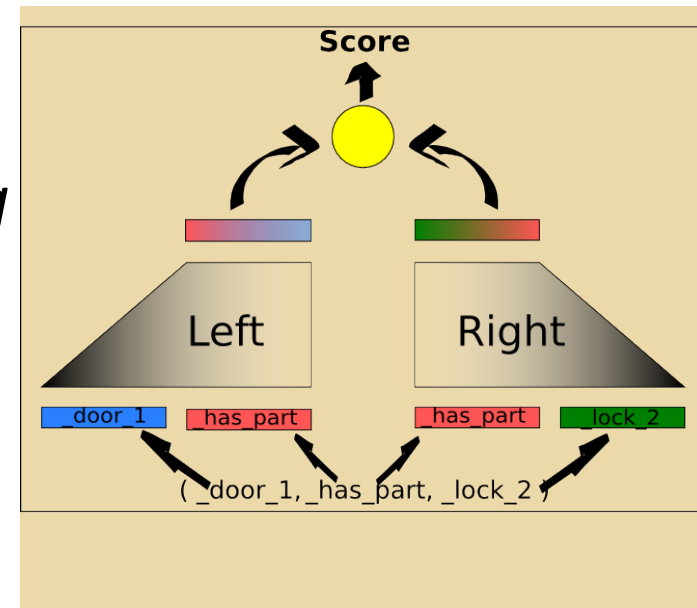 Score
Left Right
_door_1 _has_part _has_part _lock_2
( _door_1, _has_part, _lock_2 )